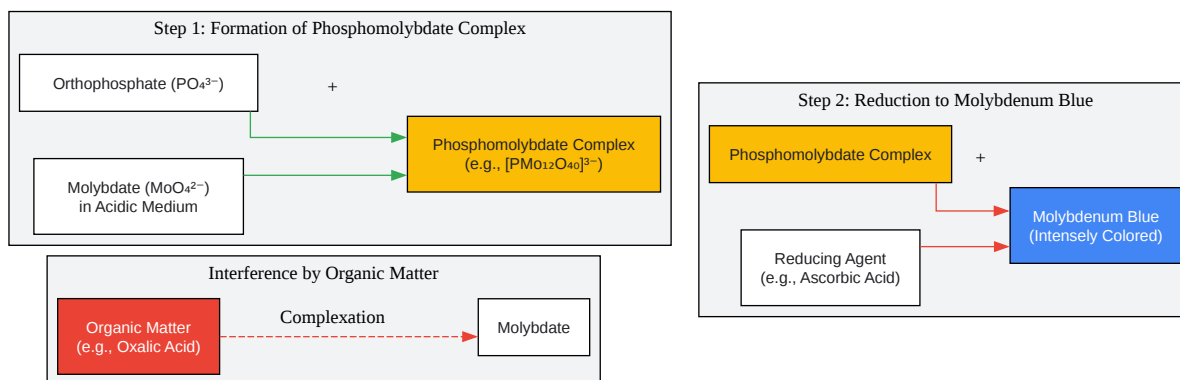 Step 1: Formation of Phosphomolybdate Complex
Orthophosphate (PO₄³⁻)
+
Phosphomolybdate Complex
(e.g., [PMo₁₂O₄₀]³⁻)
Molybdate (MoO₄²⁻)
in Acidic Medium
Interference by Organic Matter
Organic Matter
(e.g., Oxalic Acid)
Complexation
Molybdate
Step 2: Reduction to Molybdenum Blue
Phosphomolybdate Complex
+
Molybdenum Blue
(Intensely Colored)
Reducing Agent
(e.g., Ascorbic Acid)